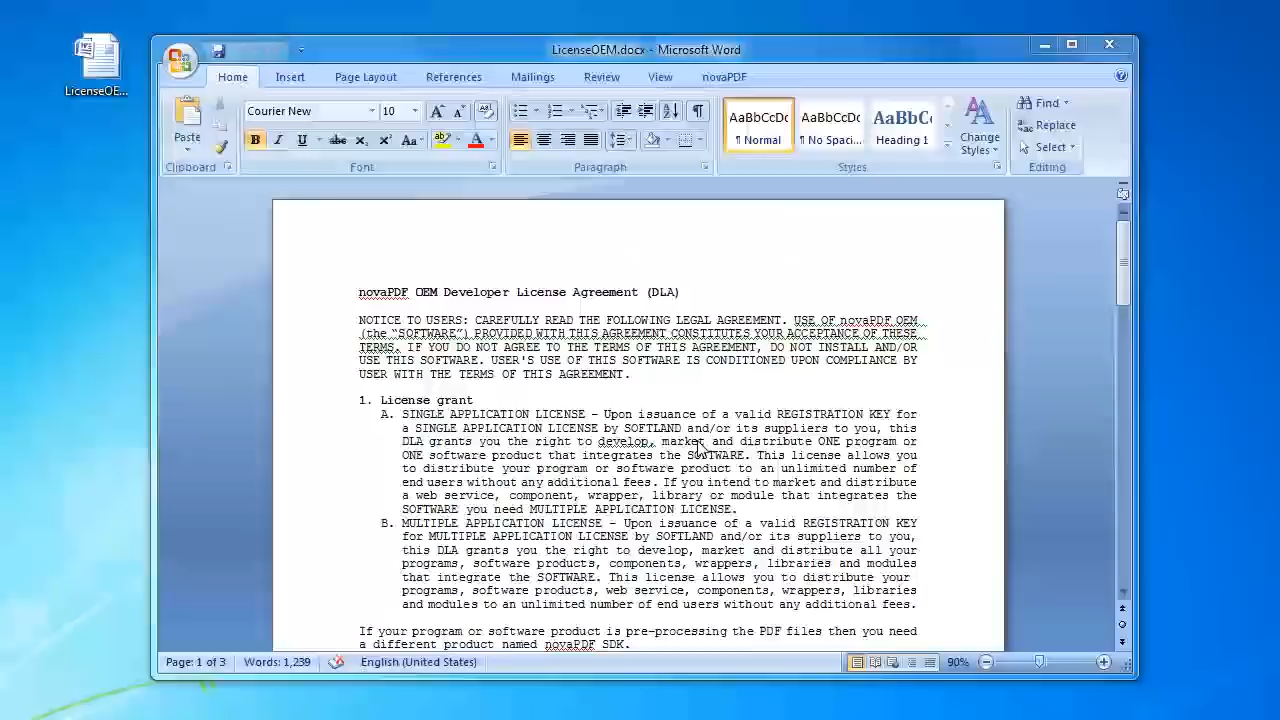 LicenseOE...
LicenseOEM.docx - Microsoft Word
Home Insert Page Layout References Mailings Review View novaPDF
Courier New 10
Paste
B I U abc x₂ x² Aa
AaBbCcDc AaBbCcDc AaBbCc
¶ Normal ¶ No Spaci... Heading 1
Change
Styles
Find
Replace
Select
Clipboard Font Paragraph Styles Editing
novaPDF OEM Developer License Agreement (DLA)
NOTICE TO USERS: CAREFULLY READ THE FOLLOWING LEGAL AGREEMENT. USE OF novaPDF OEM
(the “SOFTWARE”) PROVIDED WITH THIS AGREEMENT CONSTITUTES YOUR ACCEPTANCE OF THESE
TERMS. IF YOU DO NOT AGREE TO THE TERMS OF THIS AGREEMENT, DO NOT INSTALL AND/OR
USE THIS SOFTWARE. USER'S USE OF THIS SOFTWARE IS CONDITIONED UPON COMPLIANCE BY
USER WITH THE TERMS OF THIS AGREEMENT.
1. License grant
A. SINGLE APPLICATION LICENSE – Upon issuance of a valid REGISTRATION KEY for
a SINGLE APPLICATION LICENSE by SOFTLAND and/or its suppliers to you, this
DLA grants you the right to develop, market and distribute ONE program or
ONE software product that integrates the SOFTWARE. This license allows you
to distribute your program or software product to an unlimited number of
end users without any additional fees. If you intend to market and distribute
a web service, component, wrapper, library or module that integrates the
SOFTWARE you need MULTIPLE APPLICATION LICENSE.
B. MULTIPLE APPLICATION LICENSE – Upon issuance of a valid REGISTRATION KEY
for MULTIPLE APPLICATION LICENSE by SOFTLAND and/or its suppliers to you,
this DLA grants you the right to develop, market and distribute all your
programs, software products, components, wrappers, libraries and modules
that integrate the SOFTWARE. This license allows you to distribute your
programs, software products, web service, components, wrappers, libraries
and modules to an unlimited number of end users without any additional fees.
If your program or software product is pre-processing the PDF files then you need
a different product named novaPDF SDK.
Page: 1 of 3 Words: 1,239 English (United States) 90%